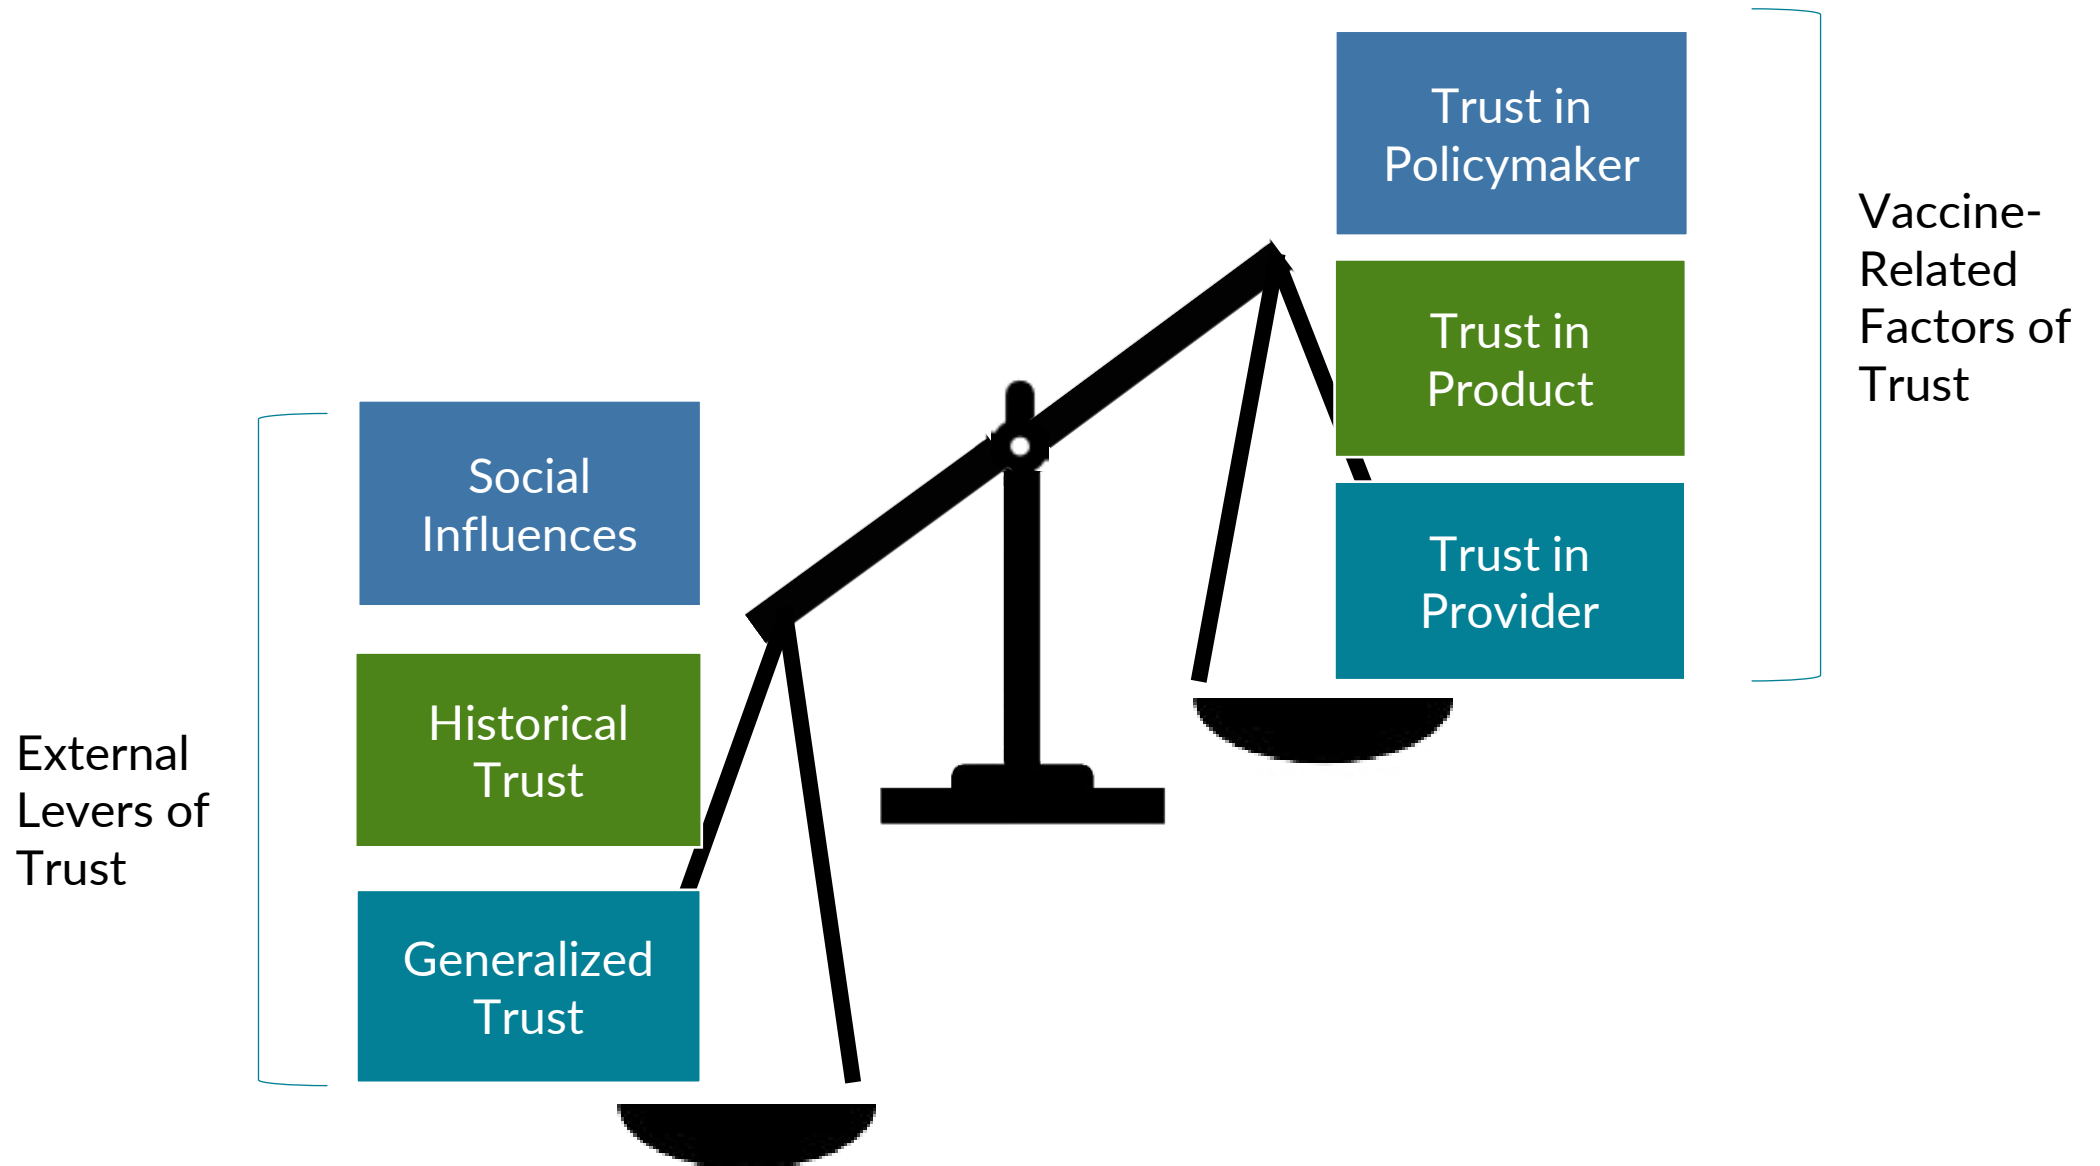 External
Levers of
Trust
Social
Influences
Historical
Trust
Generalized
Trust
Trust in
Policymaker
Trust in
Product
Trust in
Provider
Vaccine-
Related
Factors of
Trust